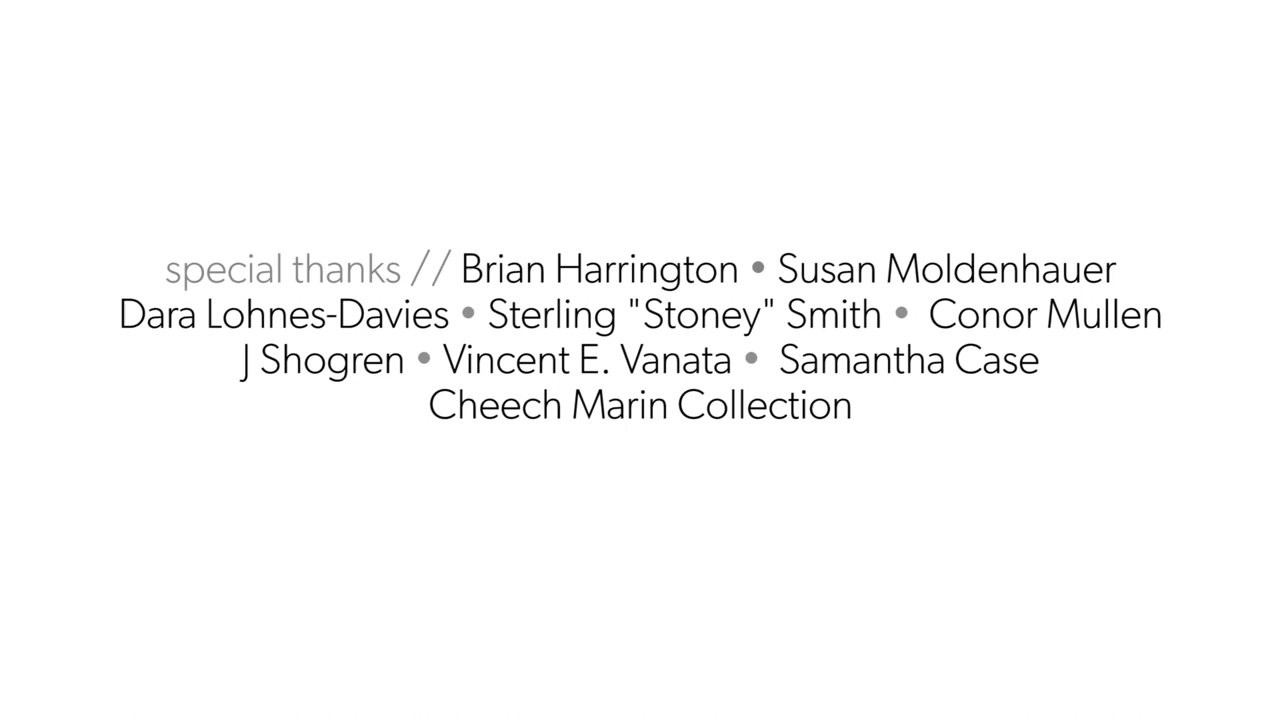 special thanks // Brian Harrington • Susan Moldenhauer
Dara Lohnes-Davies • Sterling "Stoney" Smith • Conor Mullen
J Shogren • Vincent E. Vanata • Samantha Case
Cheech Marin Collection